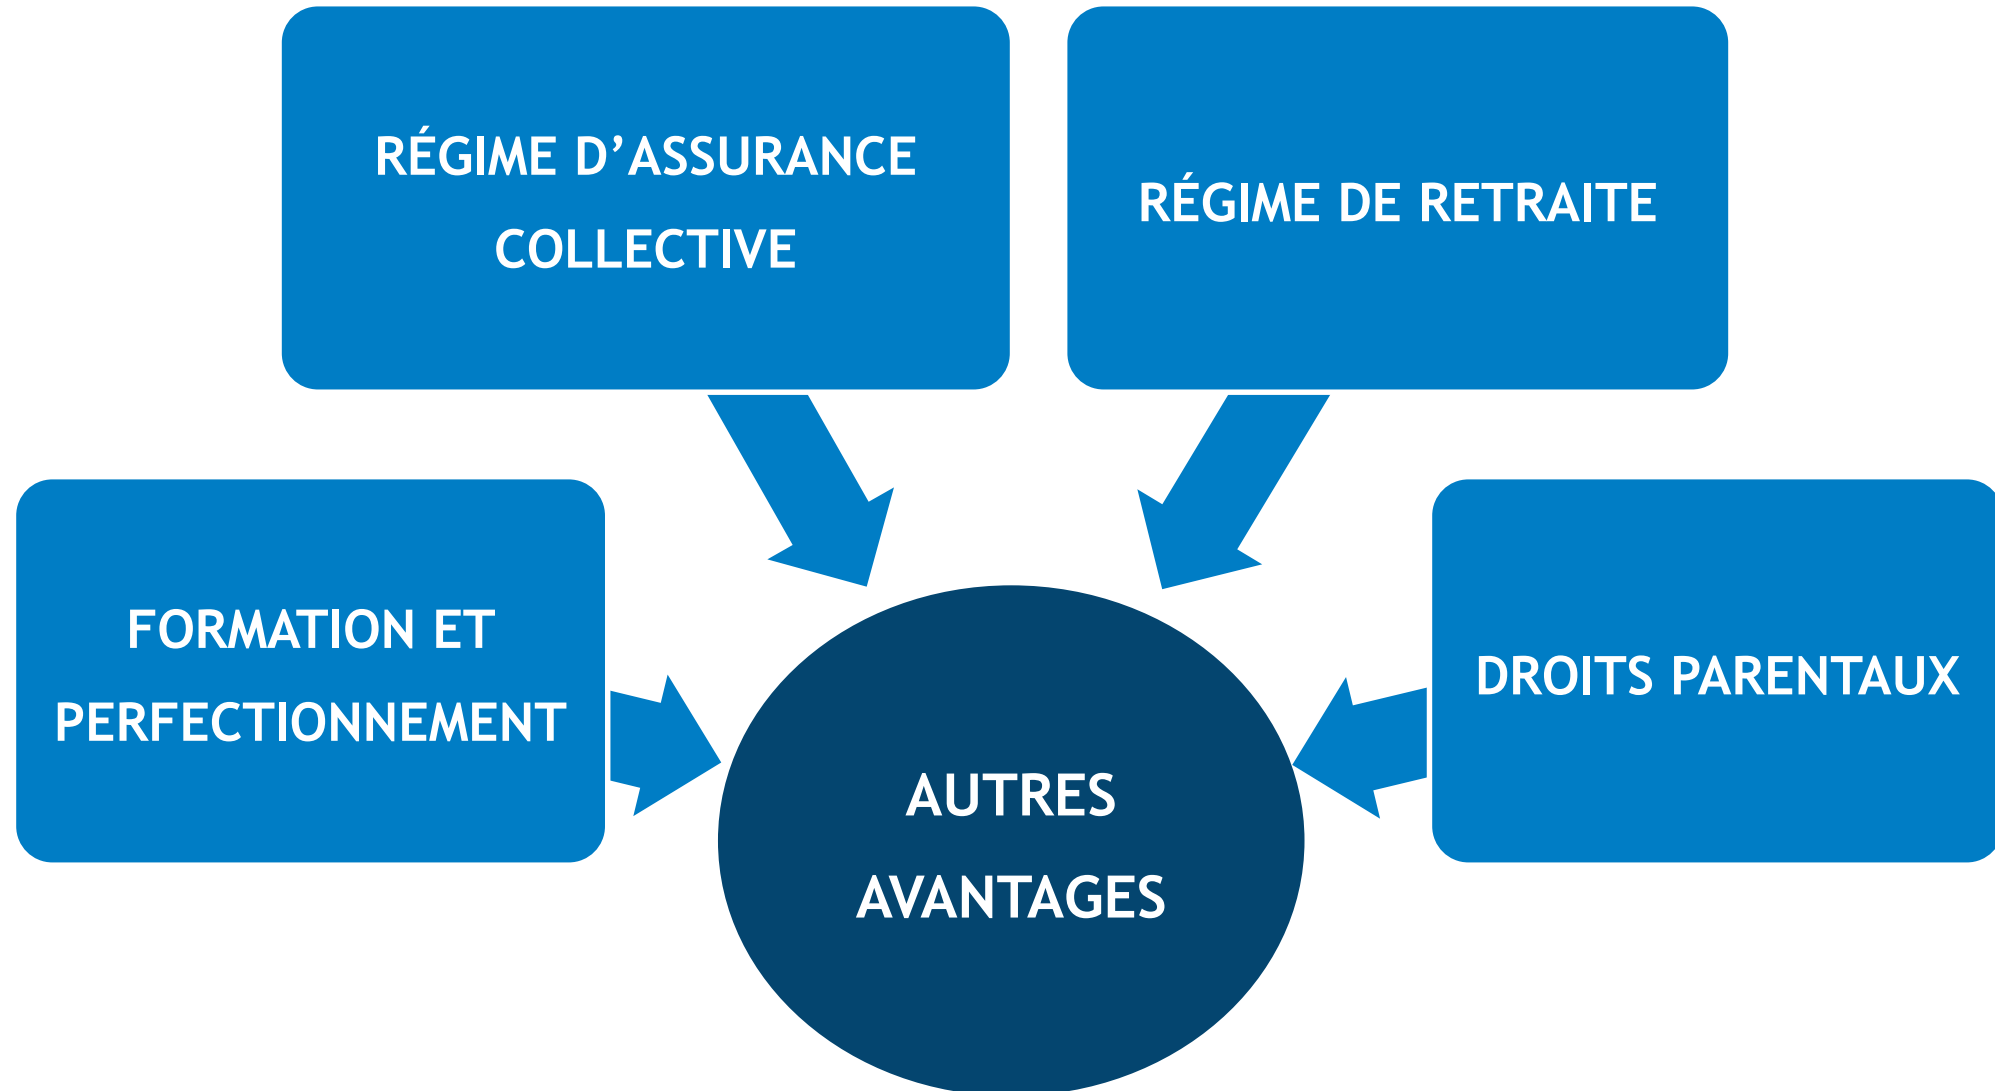 RÉGIME D’ASSURANCE
COLLECTIVE
RÉGIME DE RETRAITE
FORMATION ET
PERFECTIONNEMENT
DROITS PARENTAUX
AUTRES
AVANTAGES